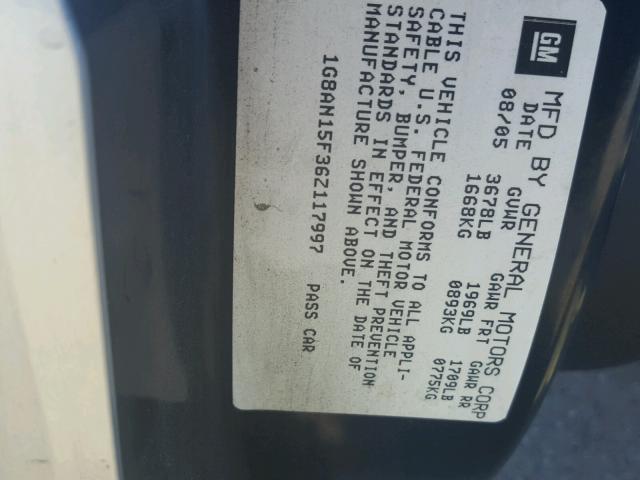 GM
MFD BY GENERAL MOTORS CORP
DATE GVWR GAWR FRT GAWR RR
08/05 3678LB 1969LB 1709LB
1668KG 0893KG 0775KG
THIS VEHICLE CONFORMS TO ALL APPLI-
CABLE U.S. FEDERAL MOTOR VEHICLE
SAFETY, BUMPER, AND THEFT PREVENTION
STANDARDS IN EFFECT ON THE DATE OF
MANUFACTURE SHOWN ABOVE.
1G8AN15F36Z117997 PASS CAR